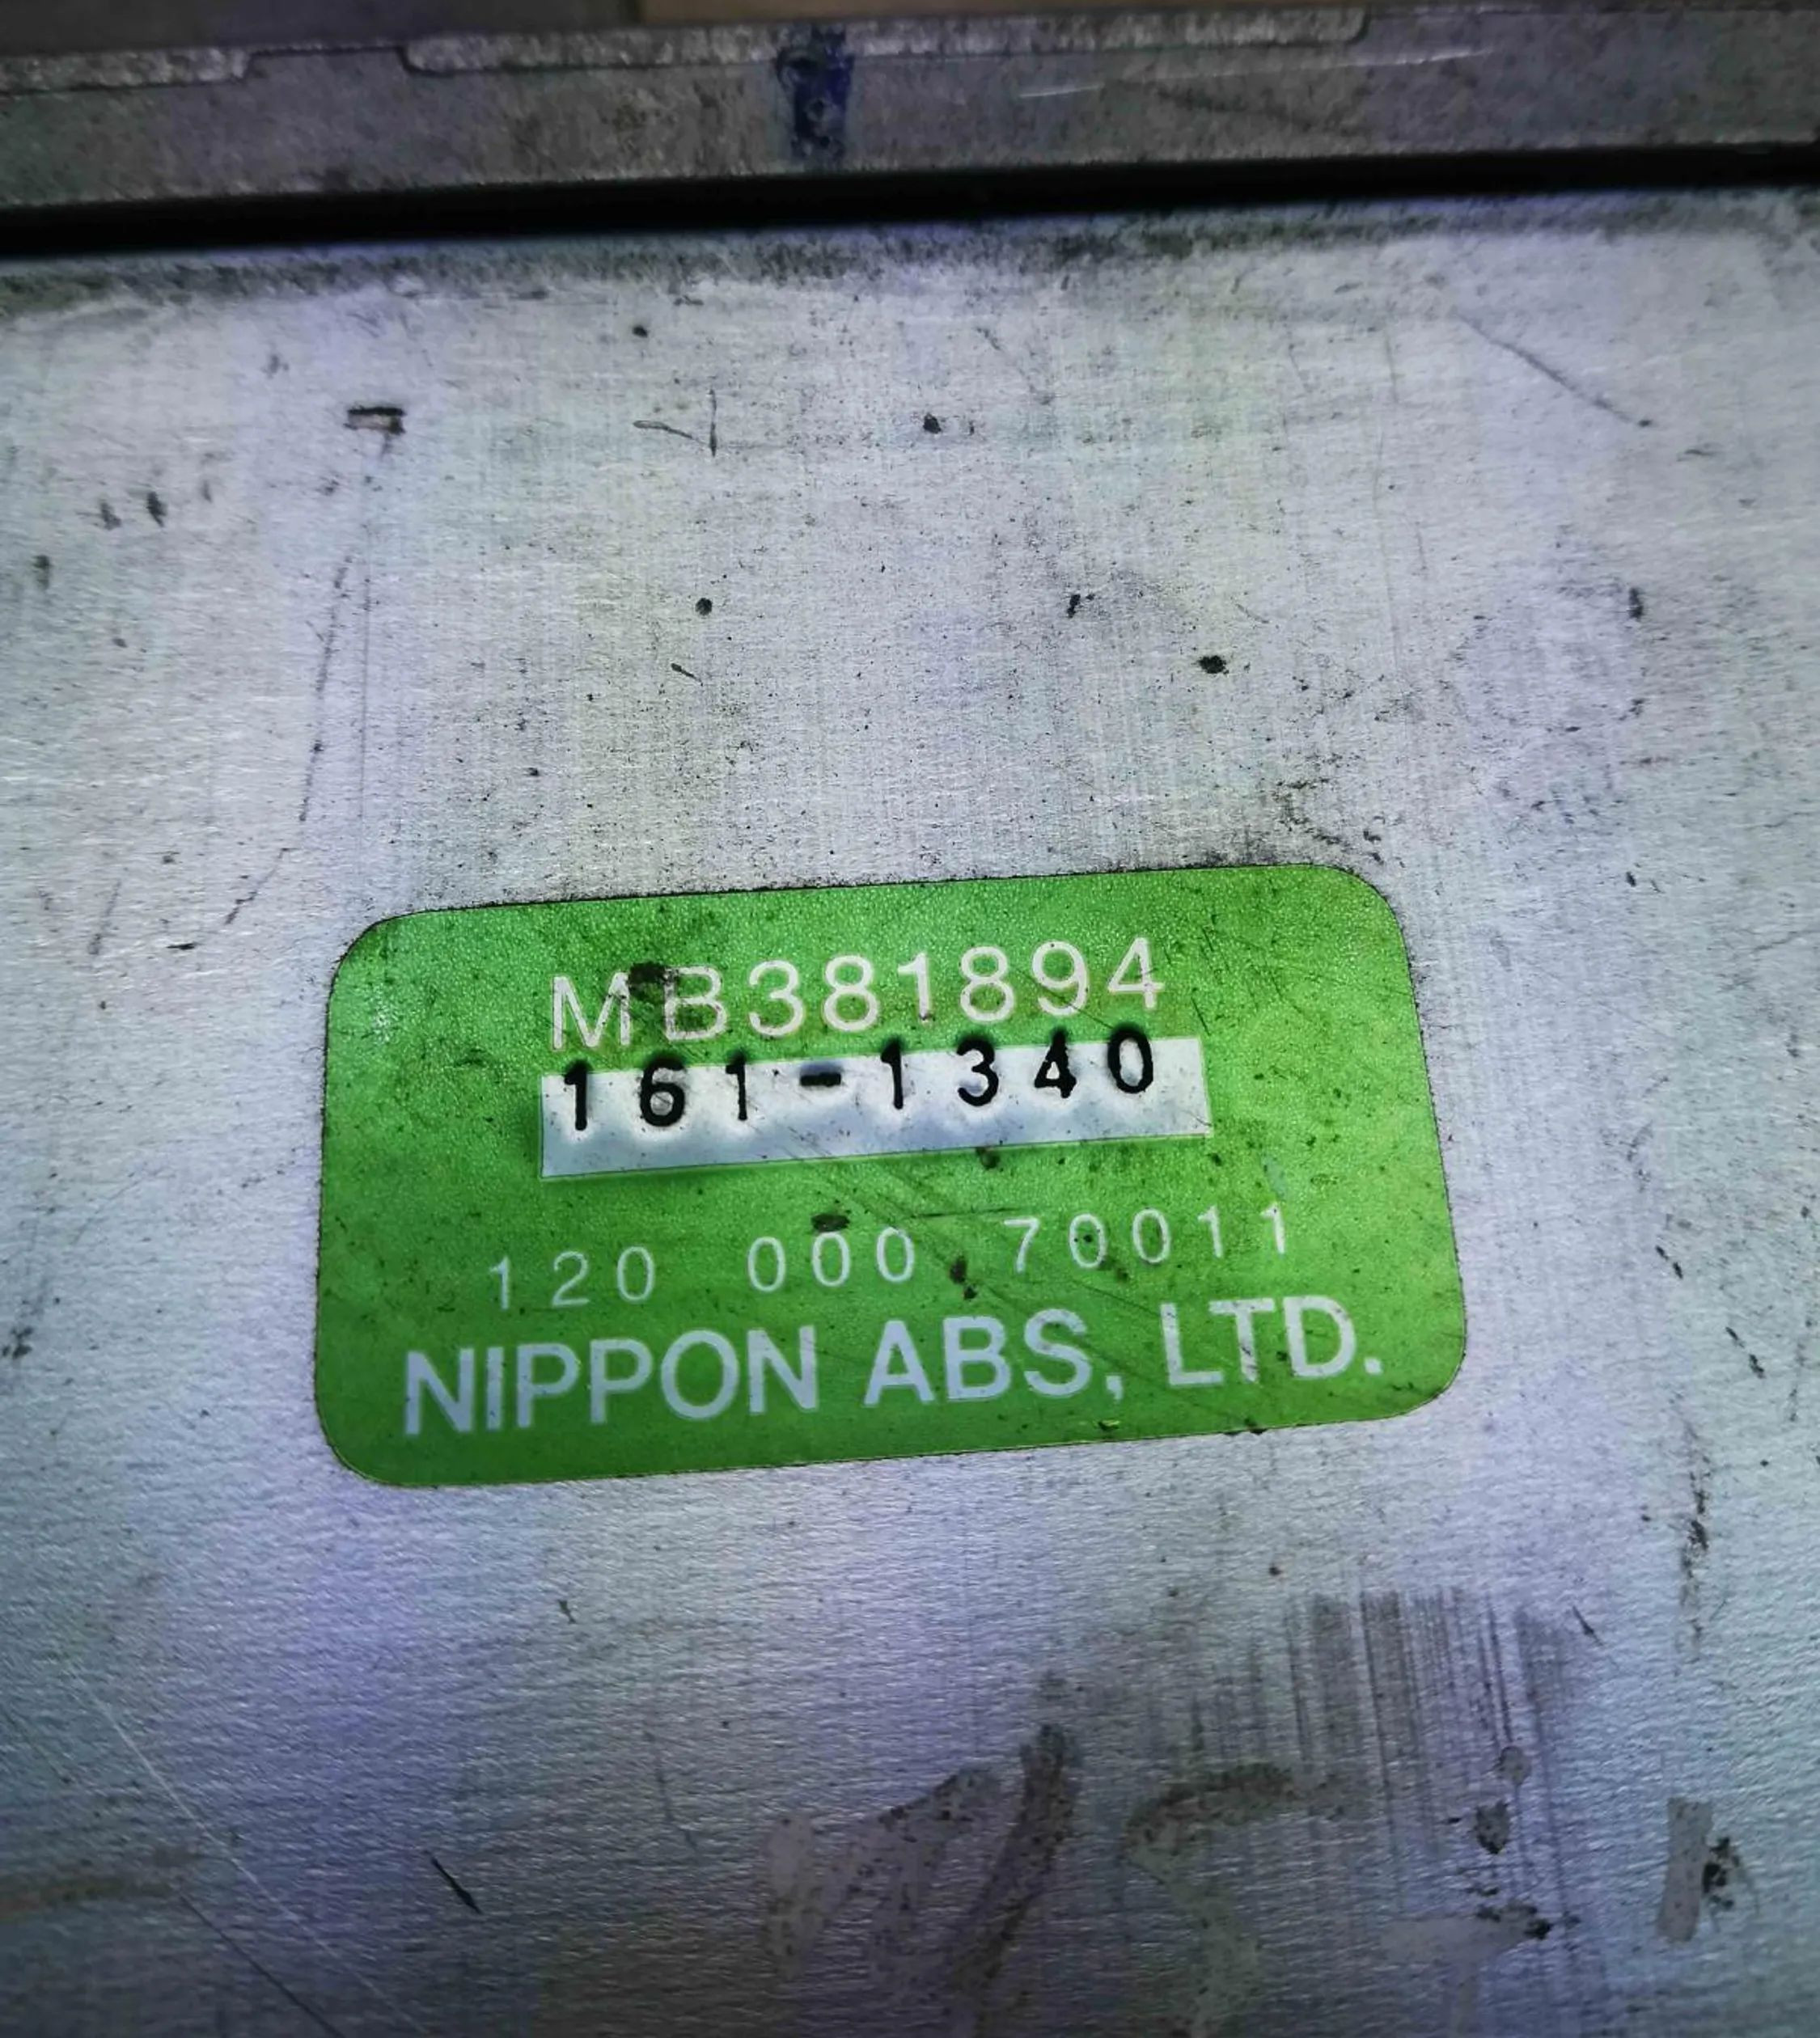 MB381894
161-1340
120 000 70011
NIPPON ABS, LTD.